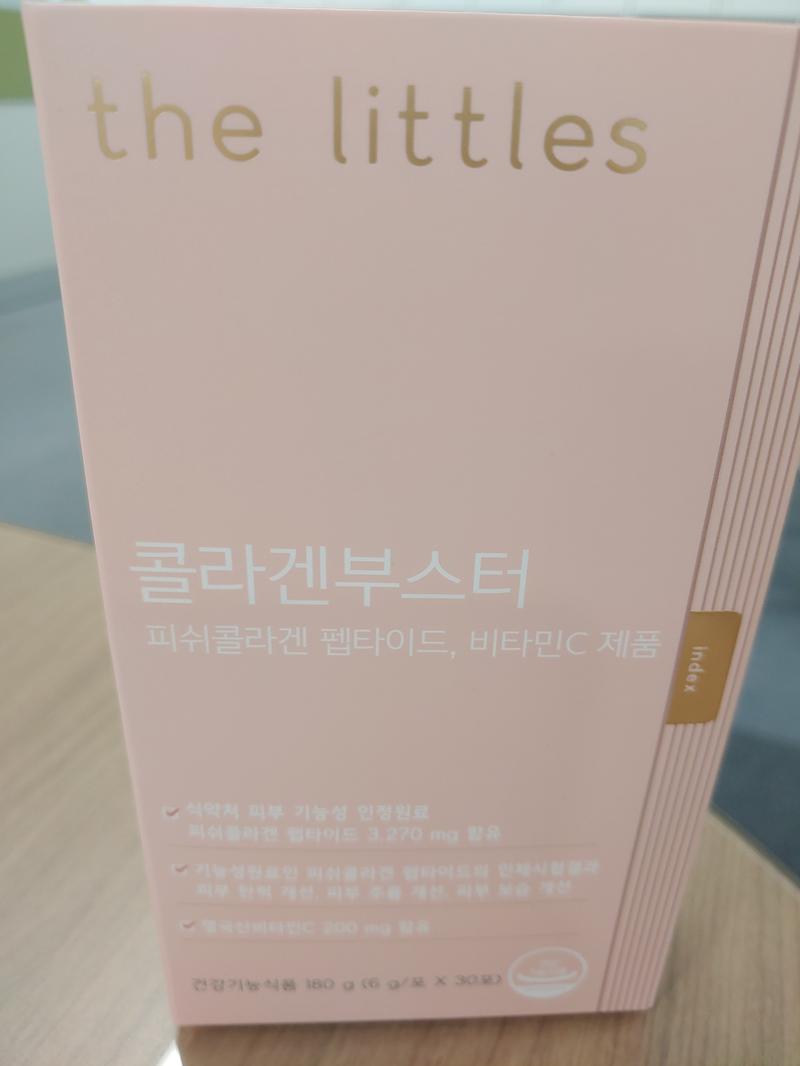 the littles
콜라겐부스터
피쉬콜라겐 펩타이드, 비타민C 제품
index
식약처 피부 기능성 인정원료
피쉬콜라겐 펩타이드 3,270 mg 함유
기능성원료인 피쉬콜라겐 펩타이드의 인체시험결과
피부 탄력 개선, 피부 주름 개선, 피부 보습 개선
영국산비타민C 200 mg 함유
건강기능식품 180 g (6 g/포 X 30포)